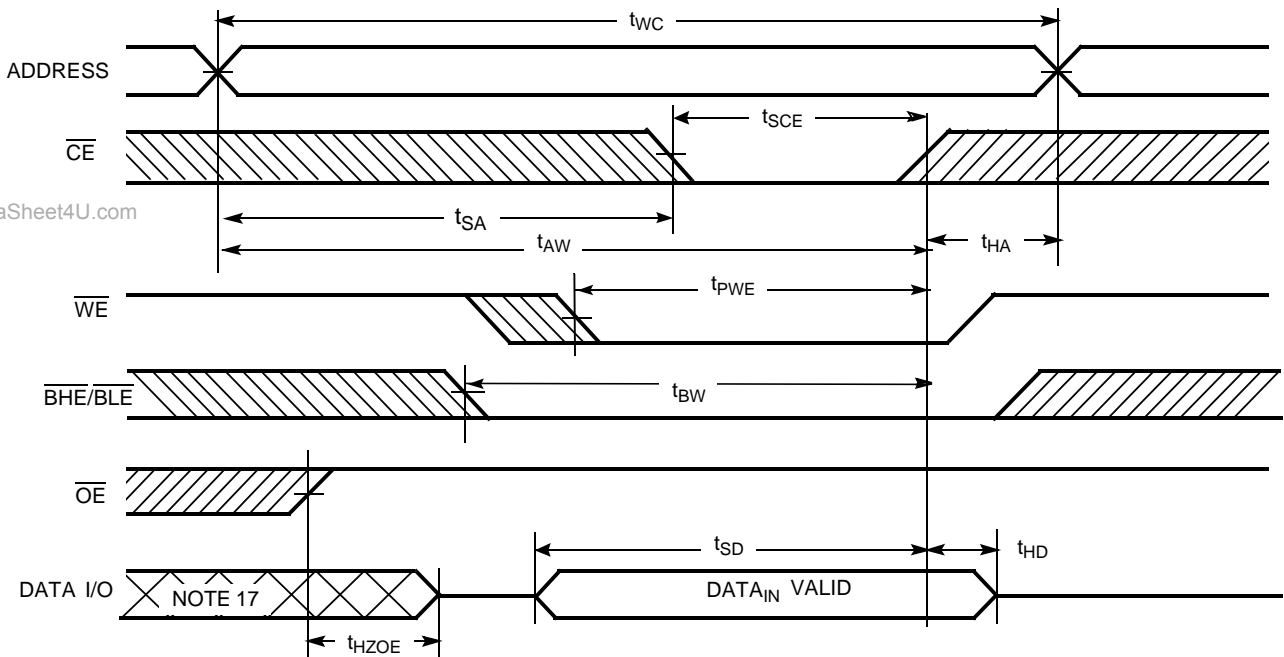 tWC
ADDRESS
tSCE
CE
aSheet4U.com
tSA
tAW
tHA
tPWE
WE
BHE/BLE
tBW
OE
tSD
tHD
DATA I/O
NOTE 17
DATAIN VALID
tHZOE